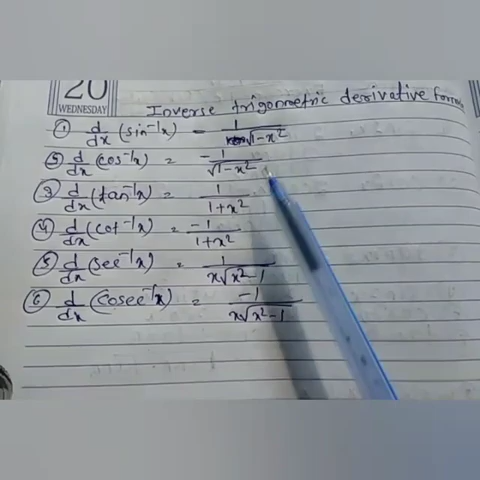 20
WEDNESDAY
Inverse trigonmetric derivative form
① d/dx (sin⁻¹x) = 1/√1-x²
② d/dx (cos⁻¹x) = -1/√1-x²
③ d/dx (tan⁻¹x) = 1/1+x²
④ d/dx (cot⁻¹x) = -1/1+x²
⑤ d/dx (sec⁻¹x) = 1/x√x²-1
⑥ d/dx (cosec⁻¹x) = -1/x√x²-1